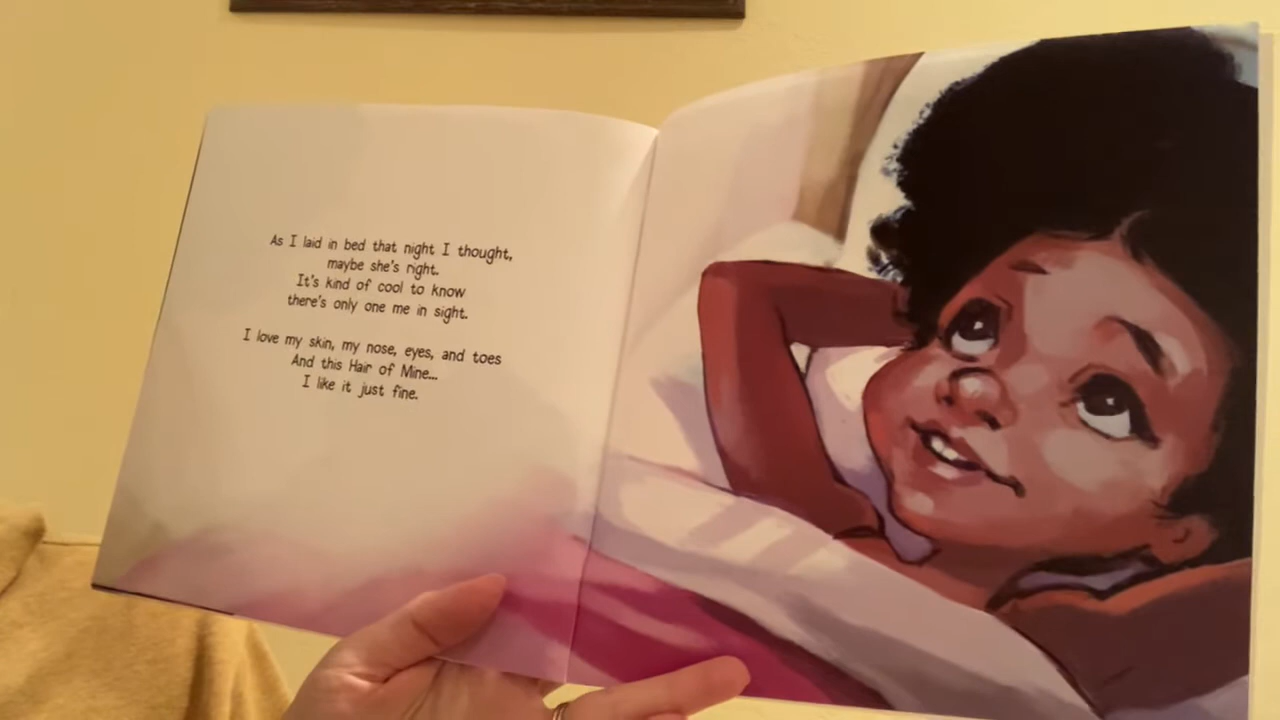 As I laid in bed that night I thought,
maybe she's right.
It's kind of cool to know
there's only one me in sight.
I love my skin, my nose, eyes, and toes
And this Hair of Mine...
I like it just fine.